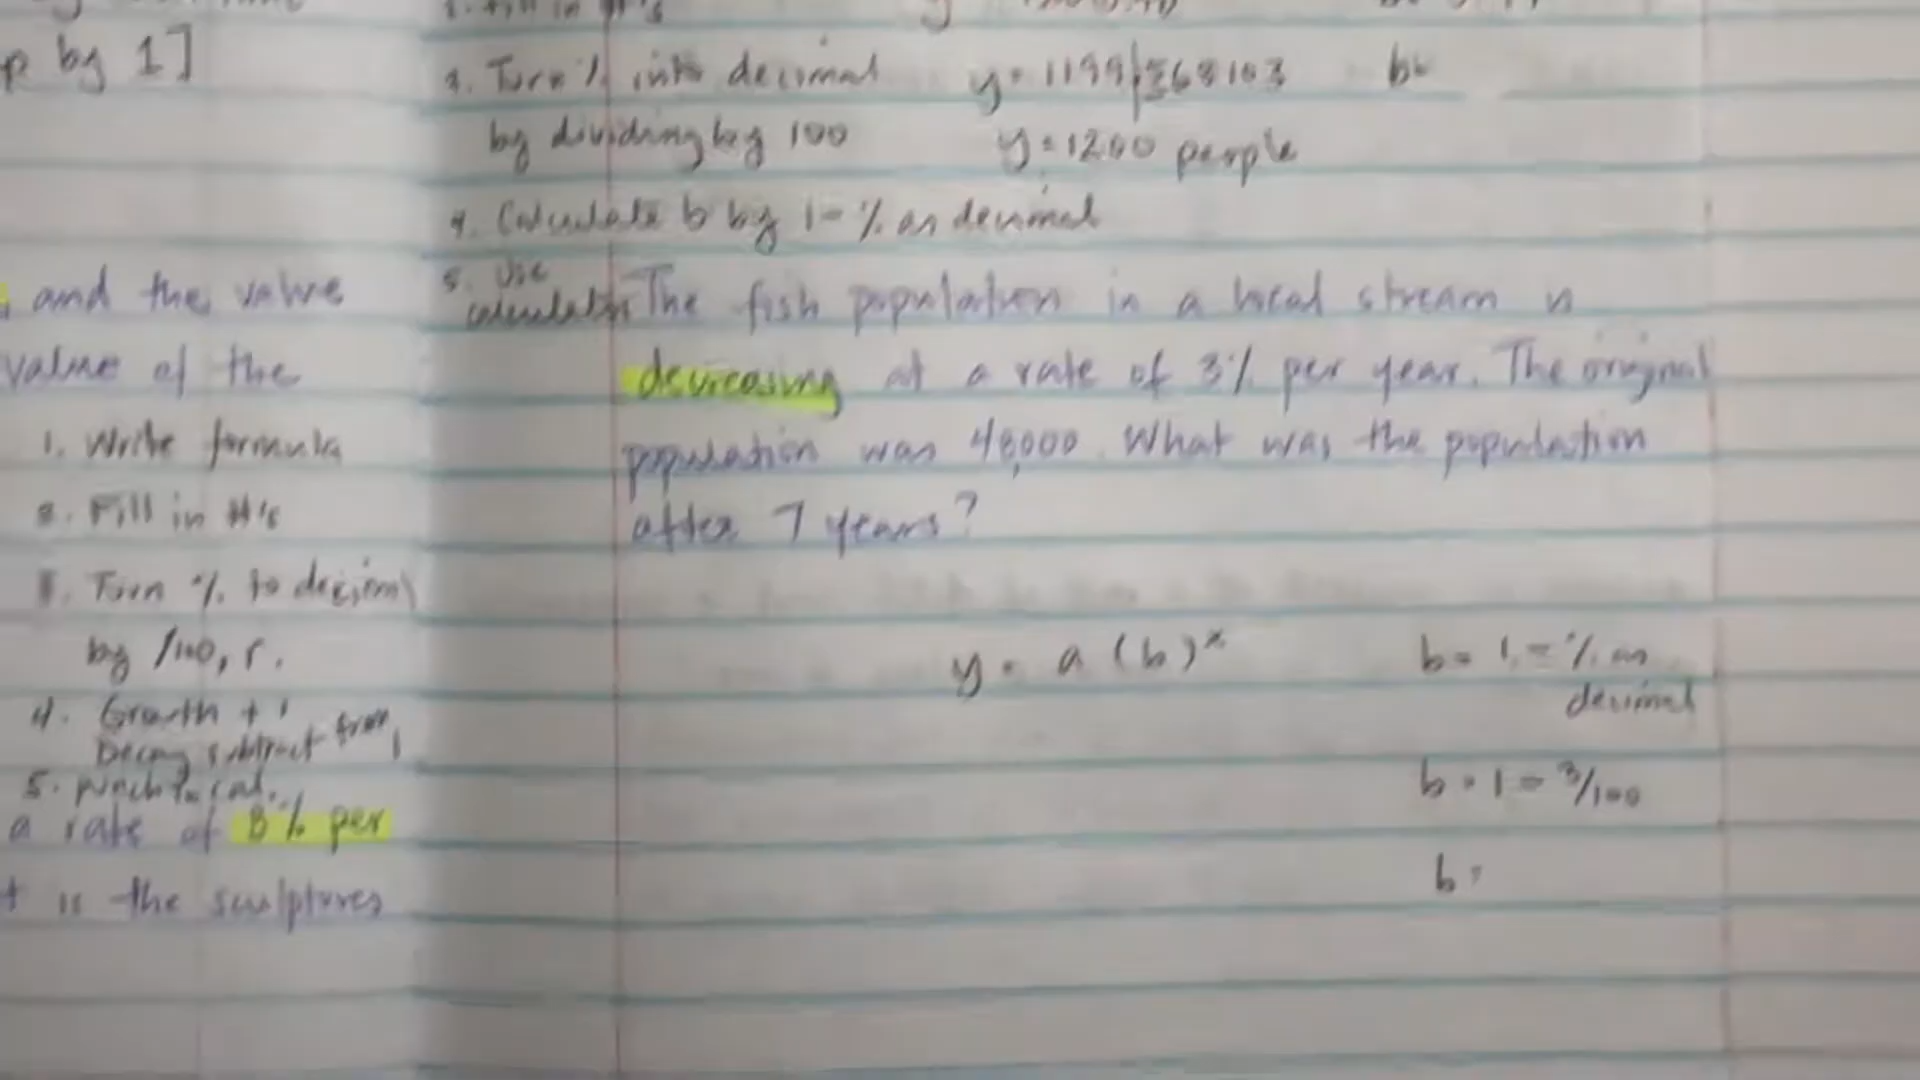 p by 1]
and the value
value of the
1. Write formula
2. Fill in #'s
3. Turn % to decimal
by /100, r.
4. Growth + 1
Decay subtract from 1
5. punch in cal.
a rate of 8% per
t is the sculptures
2. Fill in #'s
3. Turn % into decimal
by dividing by 100
y = 1199.568103
y = 1200 people
b=
4. Calculate b by 1 - % as decimal
5. Use
calculator
The fish population in a local stream is
decreasing at a rate of 3% per year. The original
population was 48,000. What was the population
after 7 years?
y = a (b)ˣ
b = 1 - % as
decimal
b = 1 - 3/100
b =